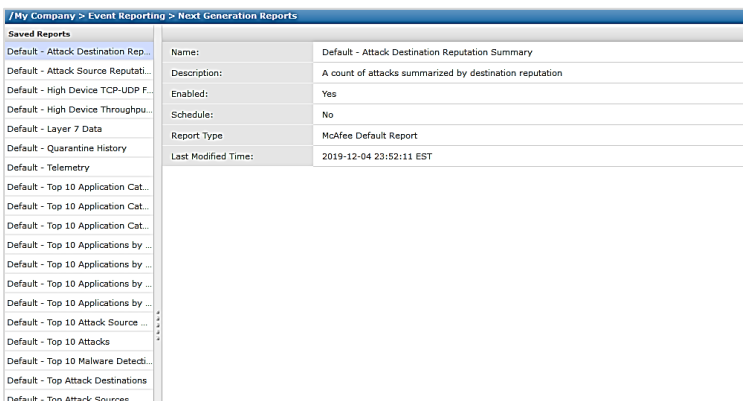 /My Company > Event Reporting > Next Generation Reports
Saved Reports
Default - Attack Destination Rep...
Default - Attack Source Reputati...
Default - High Device TCP-UDP F...
Default - High Device Throughpu...
Default - Layer 7 Data
Default - Quarantine History
Default - Telemetry
Default - Top 10 Application Cat...
Default - Top 10 Application Cat...
Default - Top 10 Application Cat...
Default - Top 10 Applications by ...
Default - Top 10 Applications by ...
Default - Top 10 Applications by ...
Default - Top 10 Applications by ...
Default - Top 10 Attack Source ...
Default - Top 10 Attacks
Default - Top 10 Malware Detecti...
Default - Top Attack Destinations
Default - Top Attack Sources
Name: Default - Attack Destination Reputation Summary
Description: A count of attacks summarized by destination reputation
Enabled: Yes
Schedule: No
Report Type McAfee Default Report
Last Modified Time: 2019-12-04 23:52:11 EST